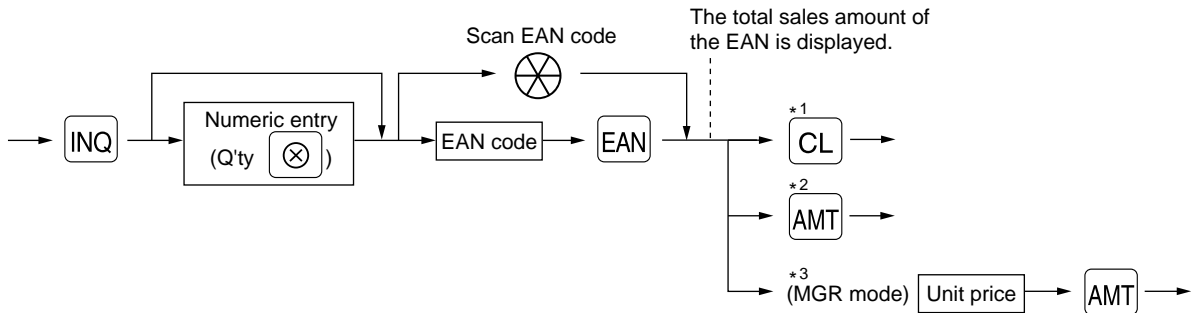 The total sales amount of
the EAN is displayed.
Scan EAN code
INQ
Numeric entry
(Q'ty ⊗)
EAN code
EAN
*1
CL
*2
AMT
*3
(MGR mode) Unit price AMT